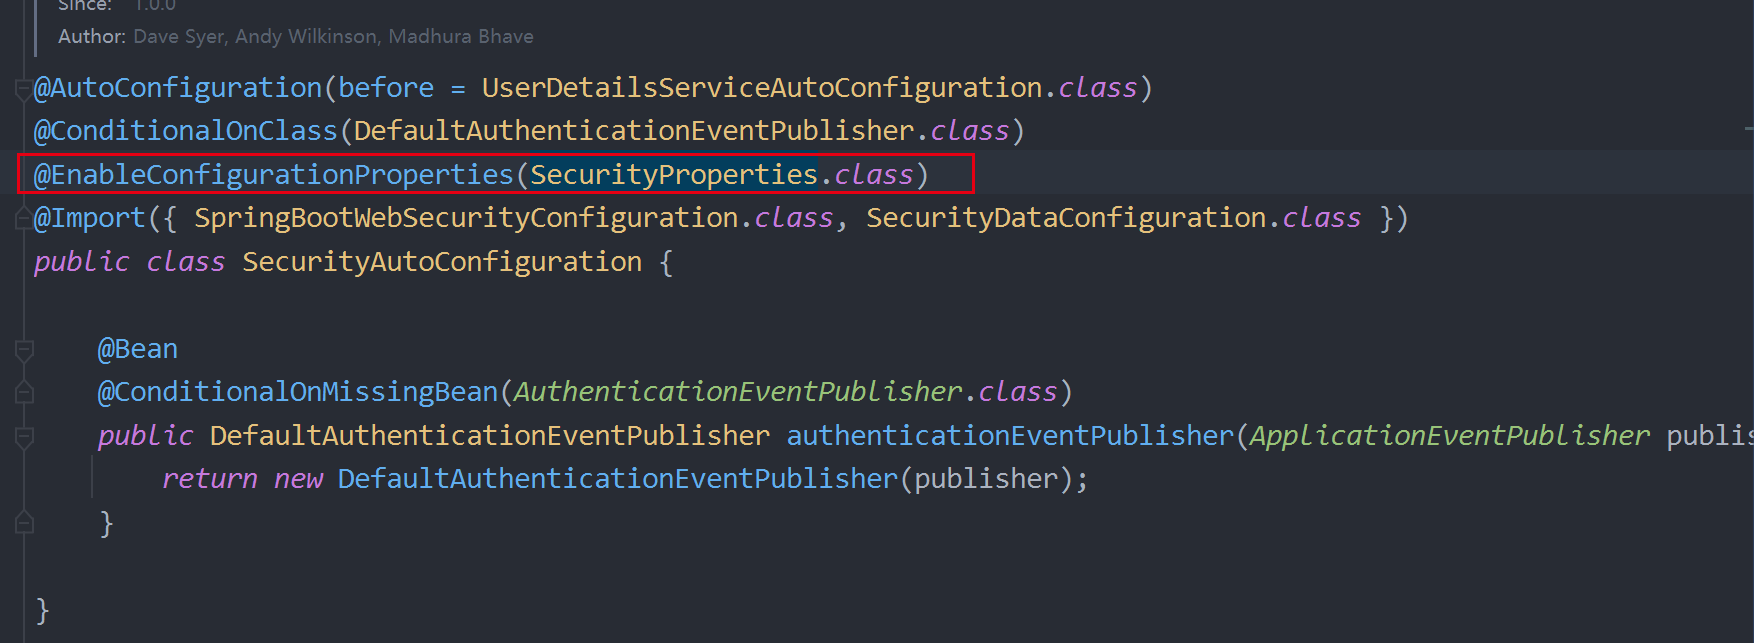 Since: 1.0.0
Author: Dave Syer, Andy Wilkinson, Madhura Bhave
@AutoConfiguration(before = UserDetailsServiceAutoConfiguration.class)
@ConditionalOnClass(DefaultAuthenticationEventPublisher.class)
@EnableConfigurationProperties(SecurityProperties.class)
@Import({ SpringBootWebSecurityConfiguration.class, SecurityDataConfiguration.class })
public class SecurityAutoConfiguration {
@Bean
@ConditionalOnMissingBean(AuthenticationEventPublisher.class)
public DefaultAuthenticationEventPublisher authenticationEventPublisher(ApplicationEventPublisher publis
return new DefaultAuthenticationEventPublisher(publisher);
}
}